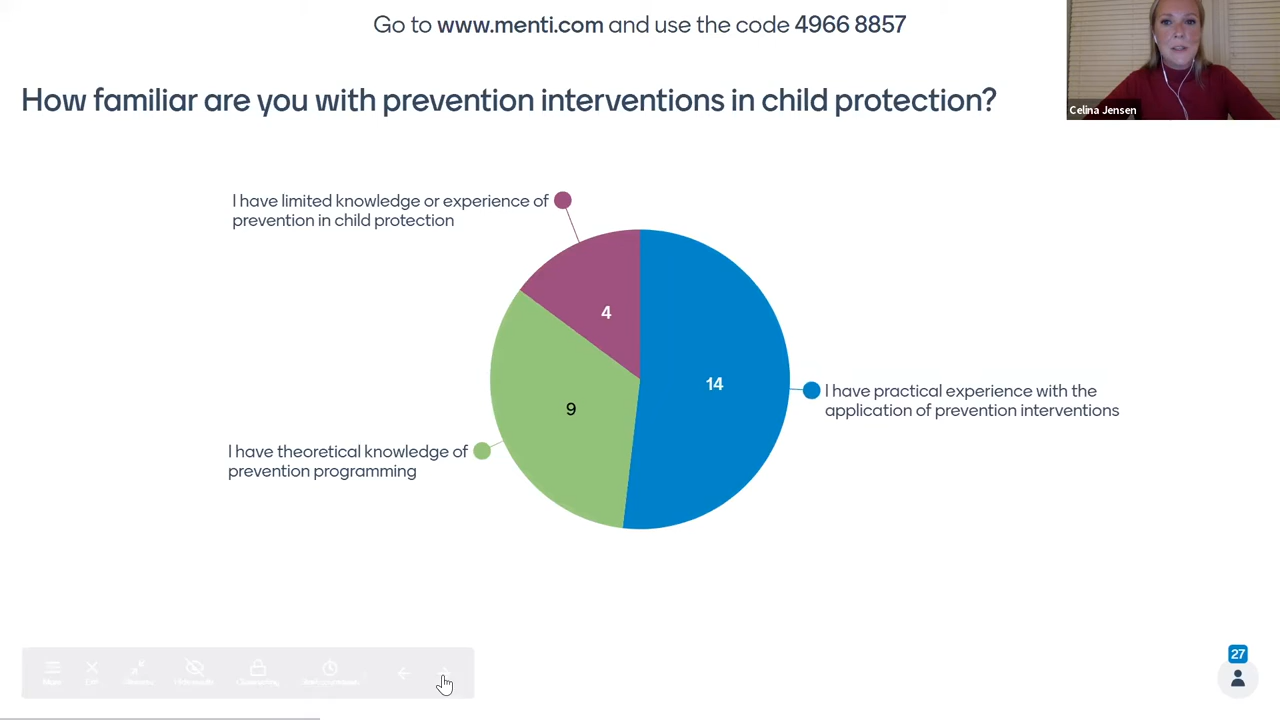 Go to www.menti.com and use the code 4966 8857
Celina Jensen
How familiar are you with prevention interventions in child protection?
I have limited knowledge or experience of
prevention in child protection
4
14
I have practical experience with the
application of prevention interventions
9
I have theoretical knowledge of
prevention programming
27